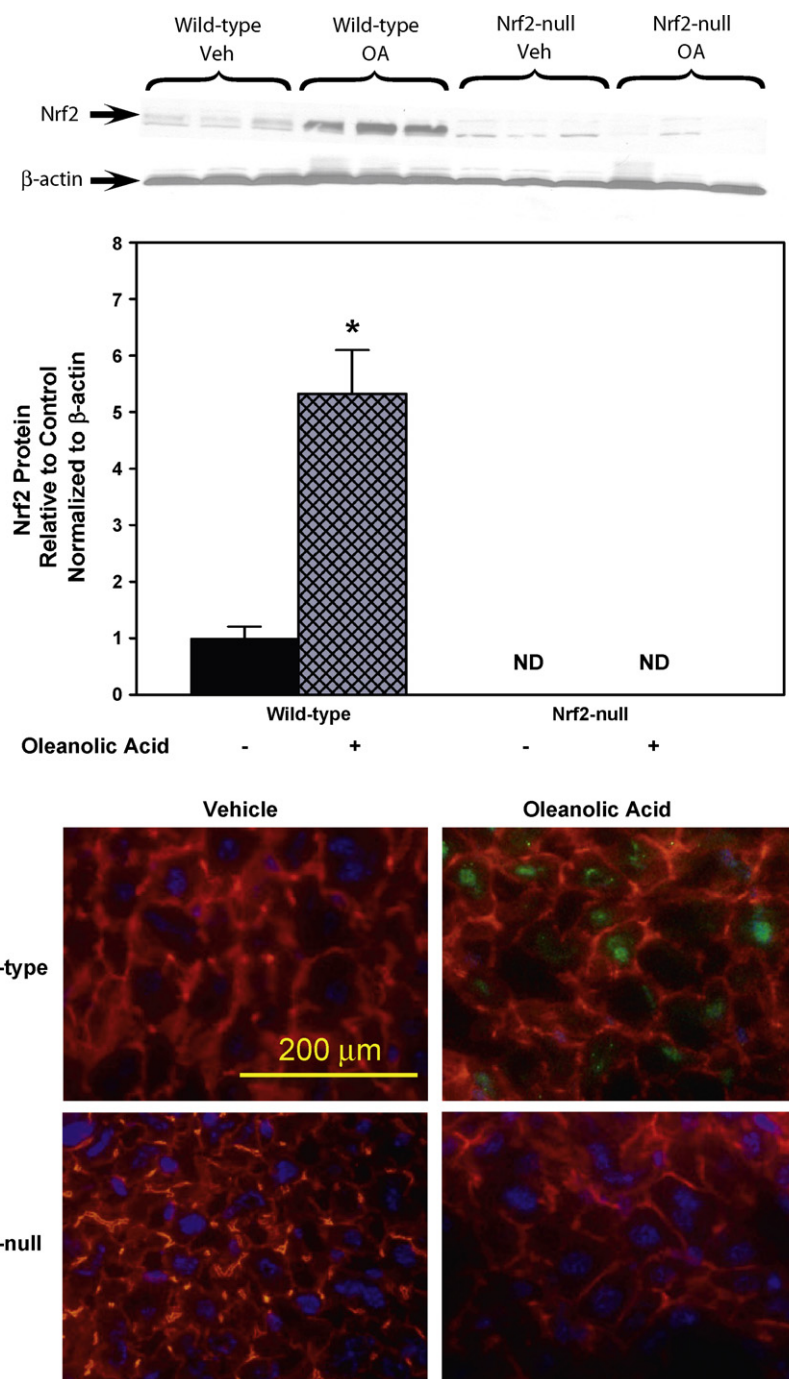 Wild-type Wild-type Nrf2-null Nrf2-null
Veh OA Veh OA
Nrf2
β-actin
8
7
6
5
4
3
2
1
0
Nrf2 Protein
Relative to Control
Normalized to β-actin
*
ND ND
Wild-type Nrf2-null
Oleanolic Acid - + - +
Vehicle Oleanolic Acid
-type
200 μm
-null